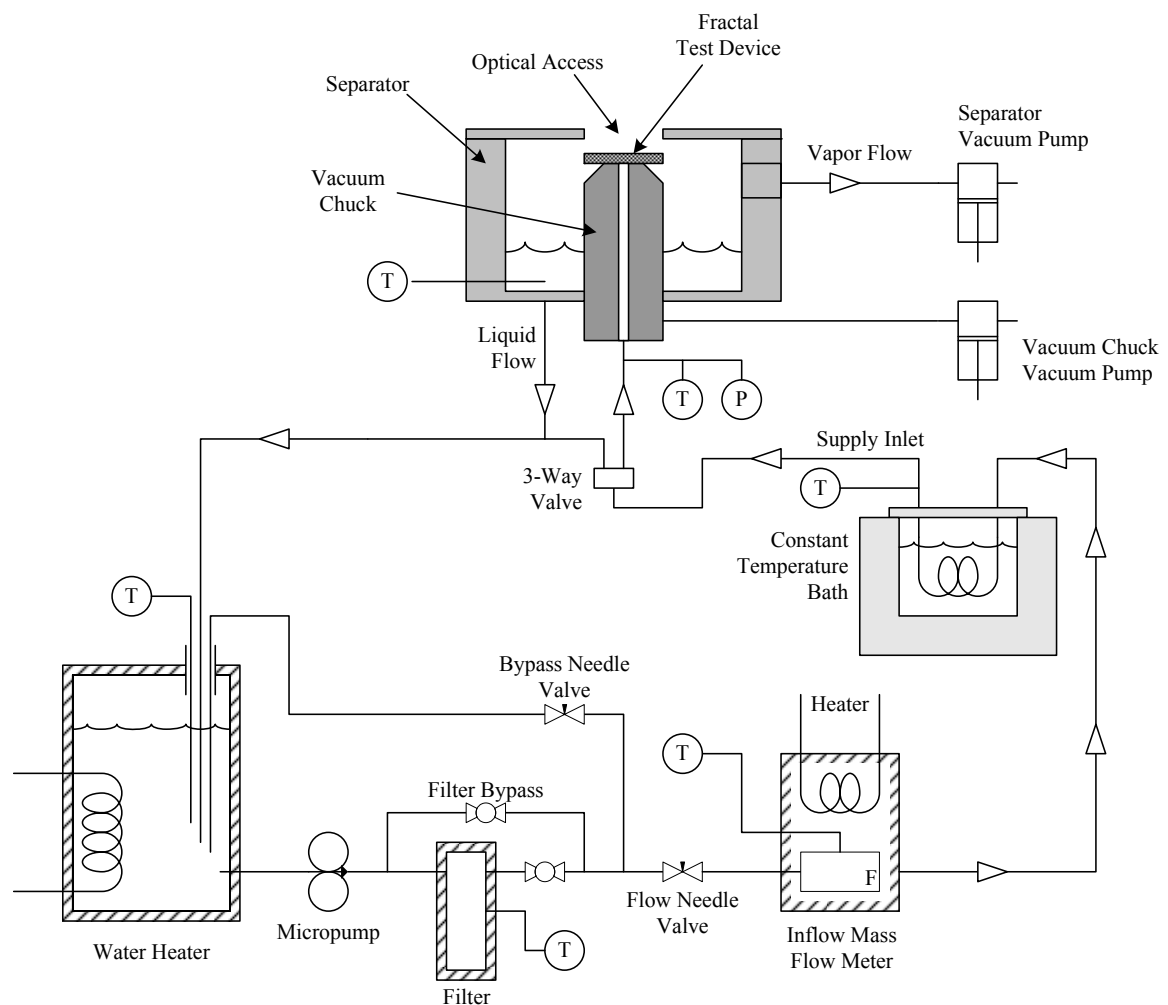 Fractal
Test Device
Optical Access
Separator
Separator
Vacuum Pump
Vapor Flow
Vacuum
Chuck
T
Liquid
Flow
Vacuum Chuck
Vacuum Pump
T
P
Supply Inlet
3-Way
Valve
T
Constant
Temperature
Bath
T
Bypass Needle
Valve
Heater
T
Filter Bypass
F
Flow Needle
Valve
Micropump
T
Water Heater
Inflow Mass
Flow Meter
Filter